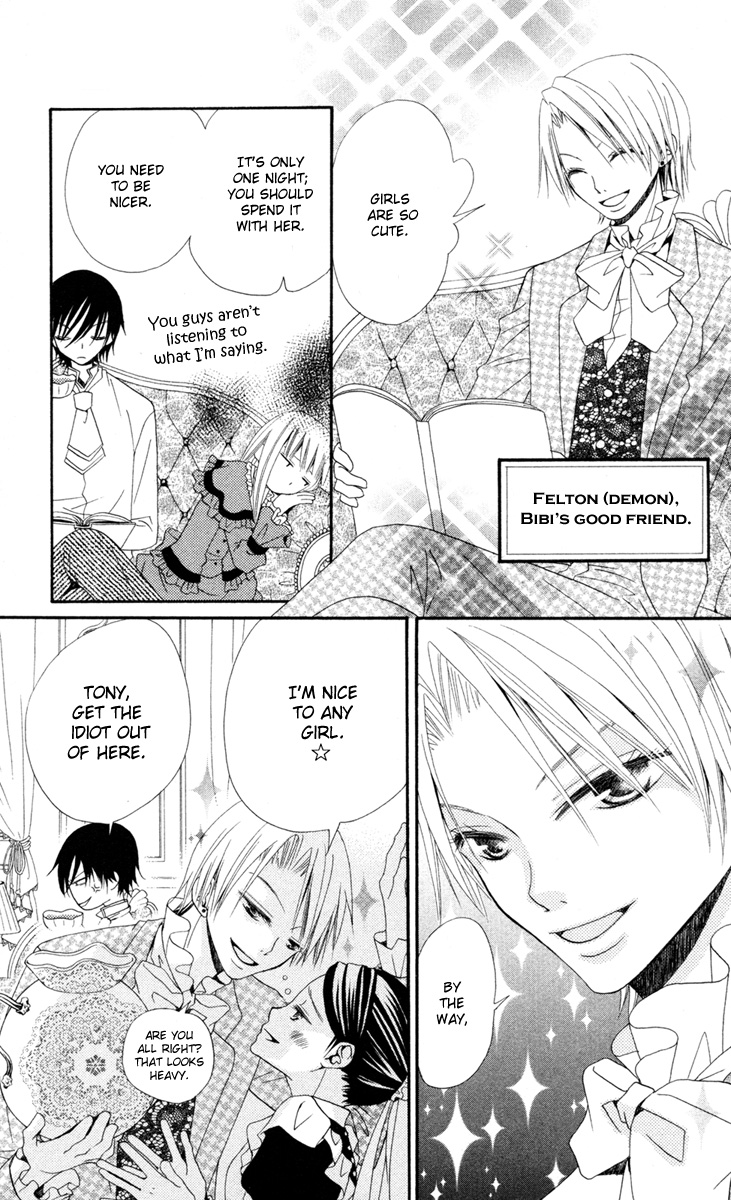 GIRLS
ARE SO
CUTE.
FELTON (DEMON),
BIBI'S GOOD FRIEND.
IT'S ONLY
ONE NIGHT;
YOU SHOULD
SPEND IT
WITH HER.
YOU NEED
TO BE
NICER.
You guys aren't
listening to
what I'm saying.
BY
THE
WAY,
I'M NICE
TO ANY
GIRL.
☆
TONY,
GET THE
IDIOT OUT
OF HERE.
ARE YOU
ALL RIGHT?
THAT LOOKS
HEAVY.